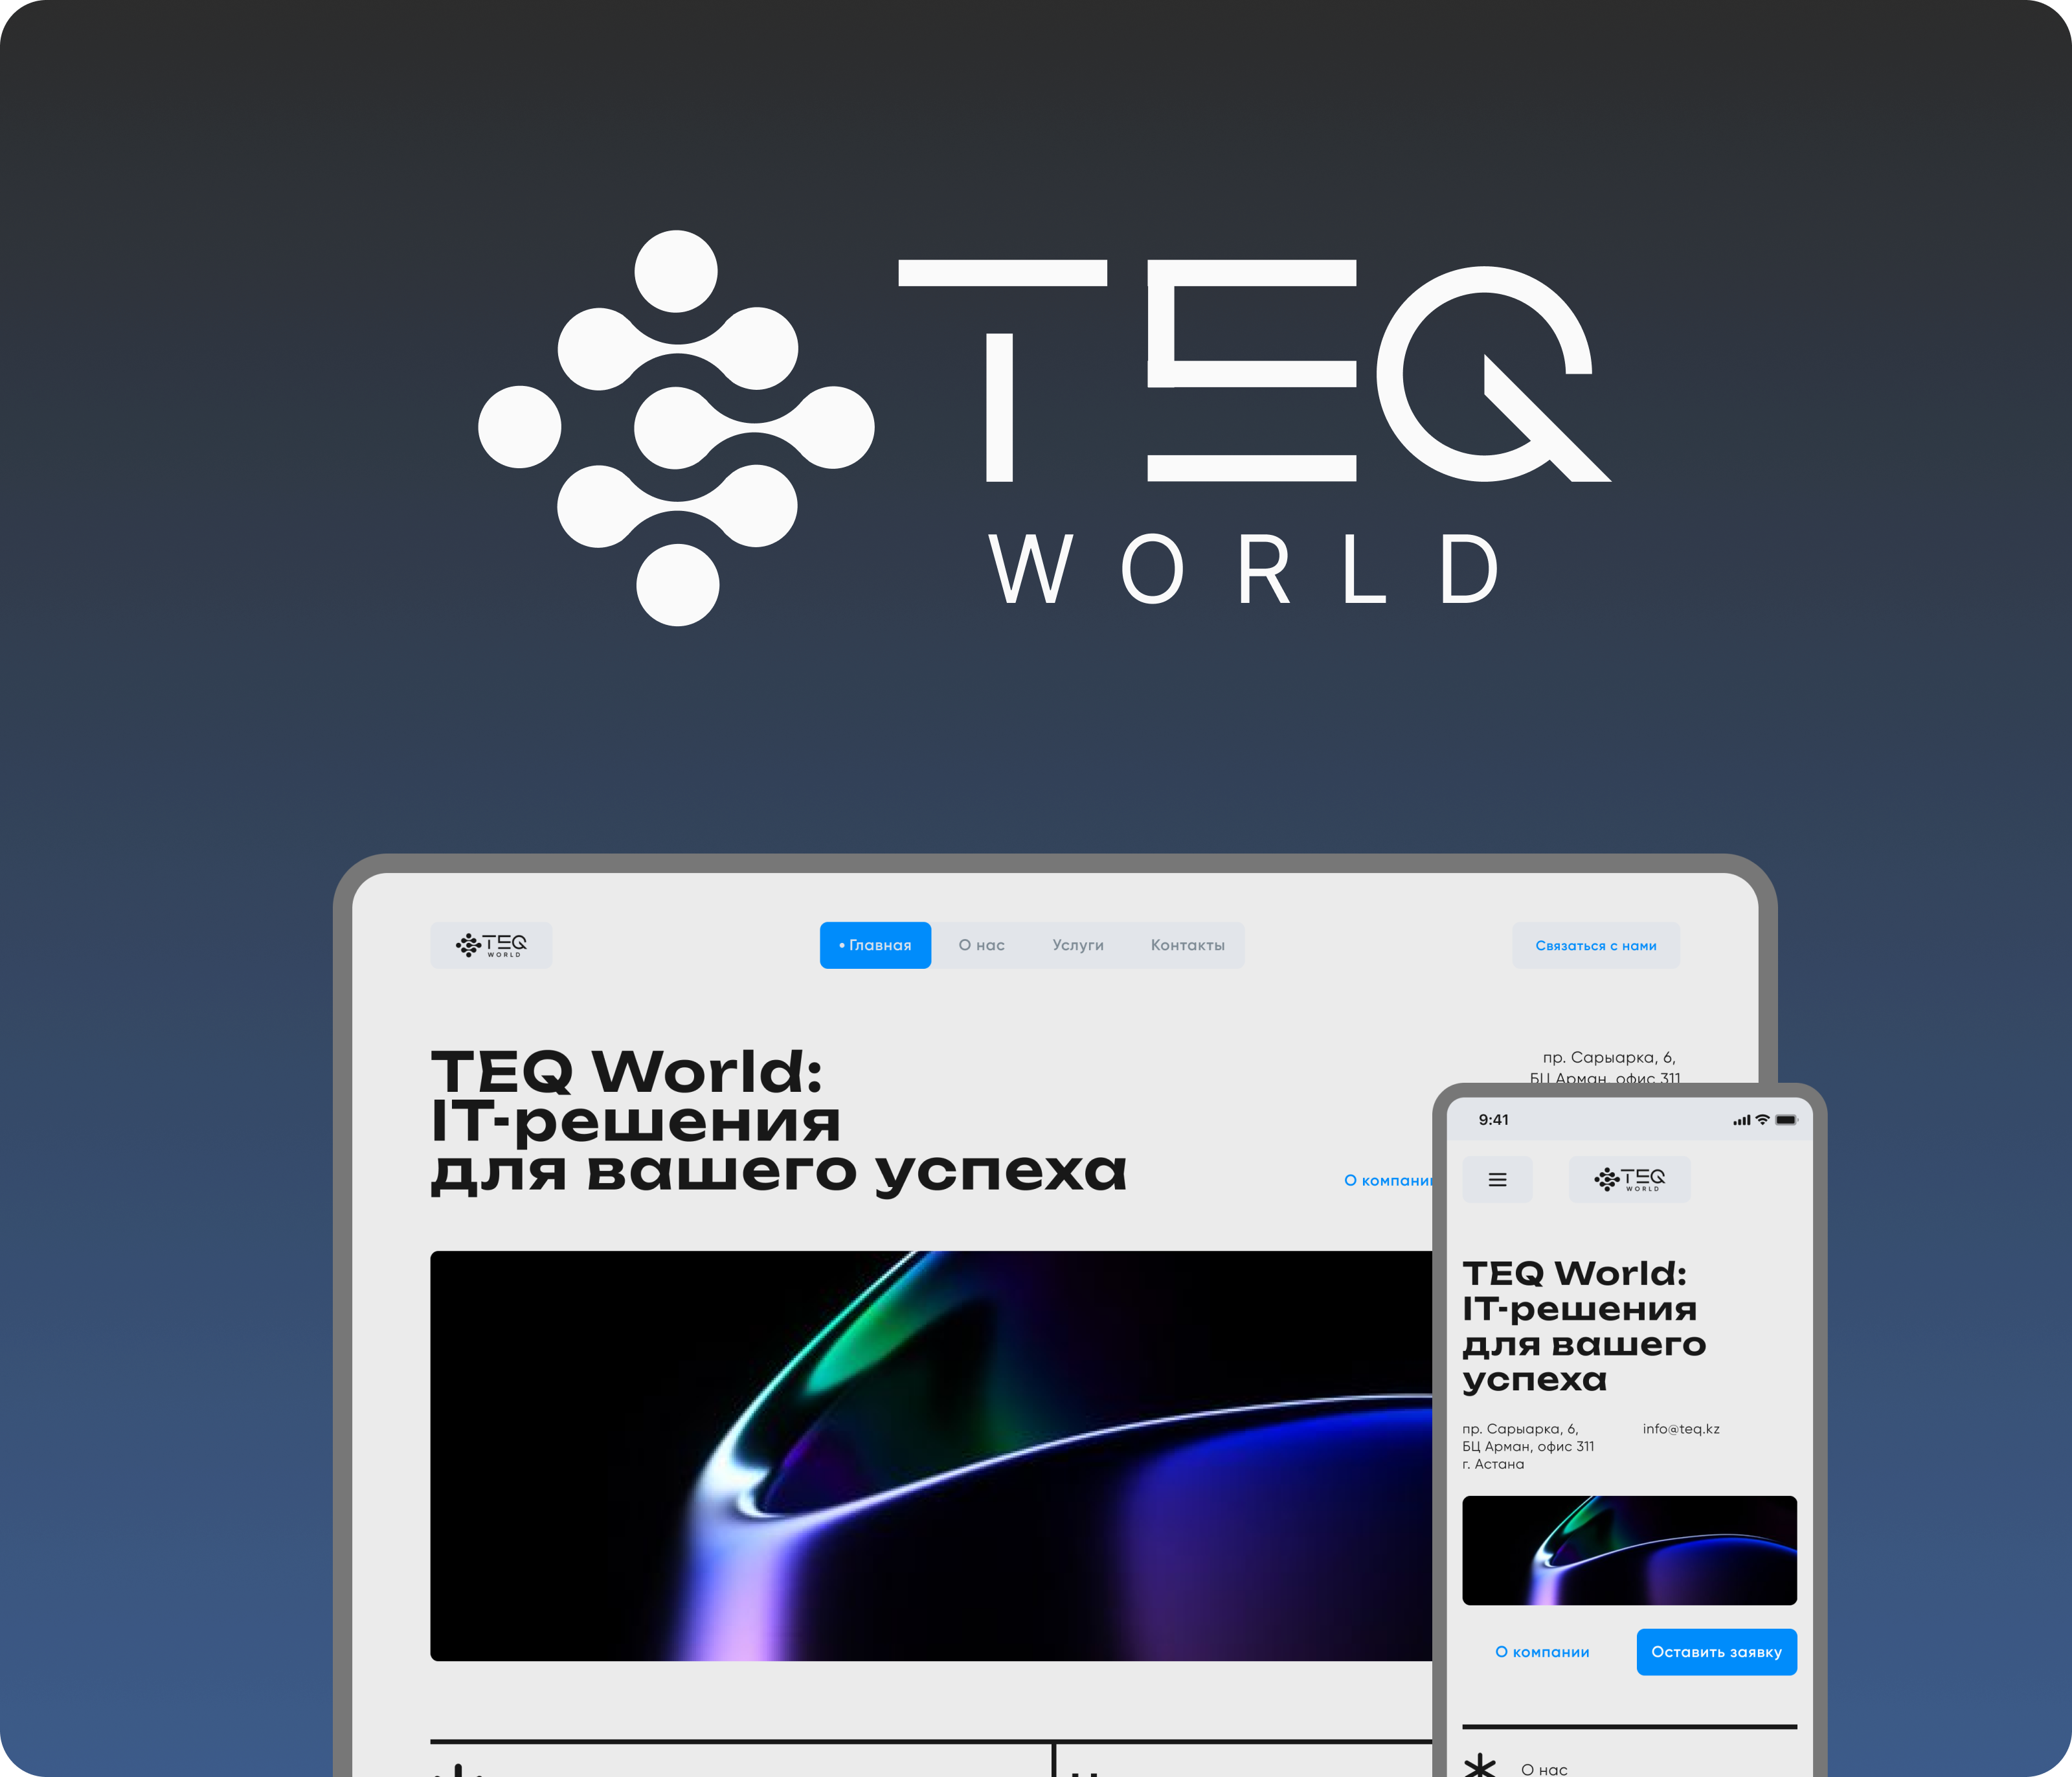 TEQ
WORLD
TEQ
WORLD
• Главная
О нас
Услуги
Контакты
Связаться с нами
TEQ World:
IT-решения
для вашего успеха
пр. Сарыарка, 6,
БЦ Арман, офис 311
О компании
9:41
TEQ
WORLD
TEQ World:
IT-решения
для вашего
успеха
пр. Сарыарка, 6,
БЦ Арман, офис 311
г. Астана
info@teq.kz
О компании
Оставить заявку
О нас